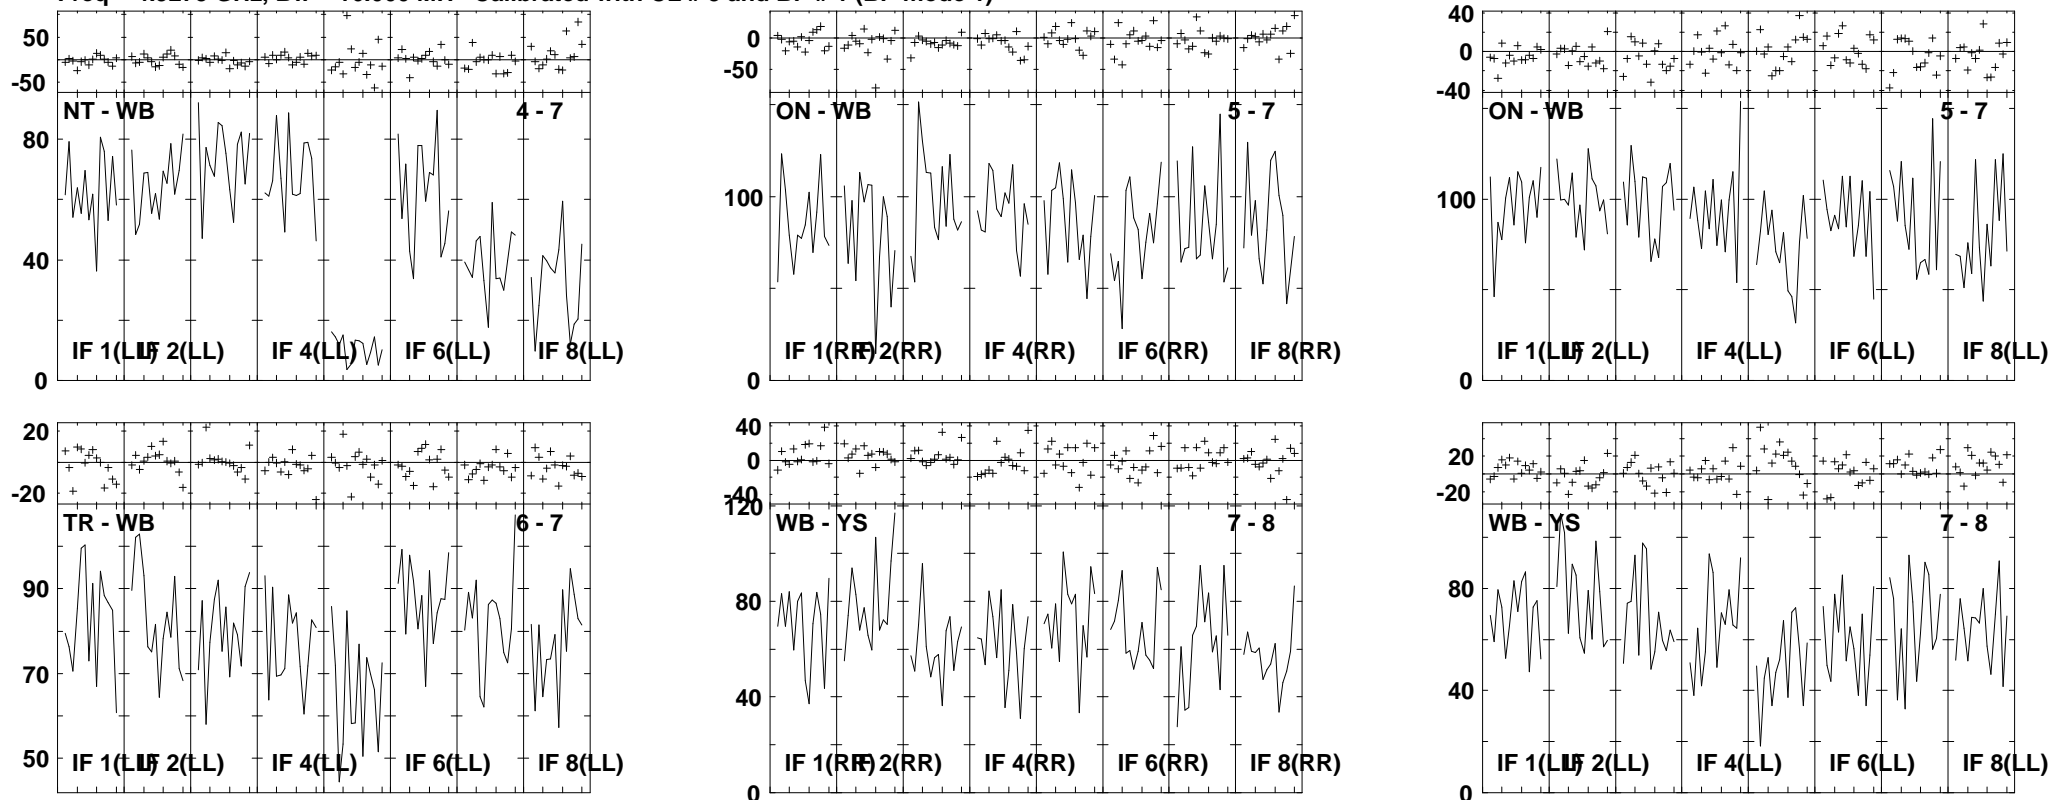 50
0
-50
NT - WB 4 - 7
80
40
0
IF 1(LL) IF 2(LL) IF 4(LL) IF 6(LL) IF 8(LL)
50
0
-50
ON - WB 5 - 7
100
0
IF 1(RR) IF 2(RR) IF 4(RR) IF 6(RR) IF 8(RR)
40
20
0
-40
ON - WB 5 - 7
100
0
IF 1(LL) IF 2(LL) IF 4(LL) IF 6(LL) IF 8(LL)
20
-20
TR - WB 6 - 7
90
70
50
IF 1(LL) IF 2(LL) IF 4(LL) IF 6(LL) IF 8(LL)
40
0
-40
120
WB - YS 7 - 8
80
40
0
IF 1(RR) IF 2(RR) IF 4(RR) IF 6(RR) IF 8(RR)
20
-20
WB - YS 7 - 8
80
40
0
IF 1(LL) IF 2(LL) IF 4(LL) IF 6(LL) IF 8(LL)